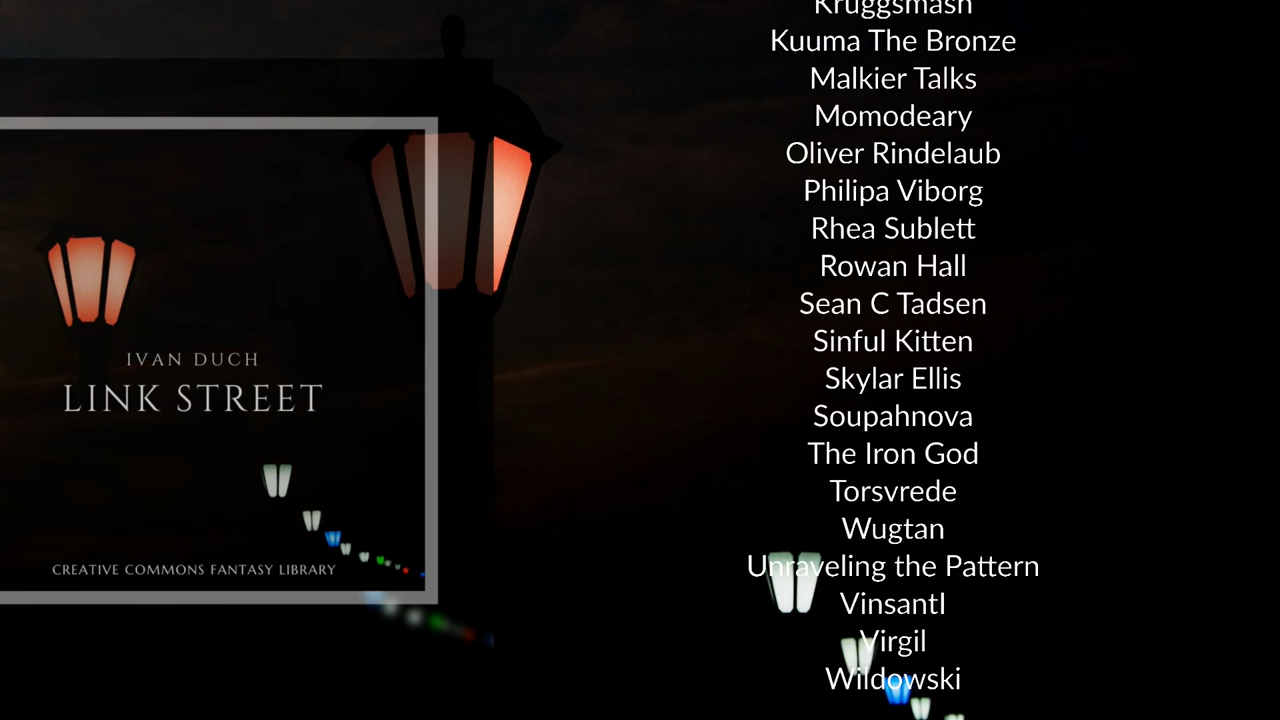 IVAN DUCH
LINK STREET
CREATIVE COMMONS FANTASY LIBRARY
Kruggsmash
Kuuma The Bronze
Malkier Talks
Momodeary
Oliver Rindelaub
Philipa Viborg
Rhea Sublett
Rowan Hall
Sean C Tadsen
Sinful Kitten
Skylar Ellis
Soupahnova
The Iron God
Torsvrede
Wugtan
Unraveling the Pattern
VinsantI
Virgil
Wildowski